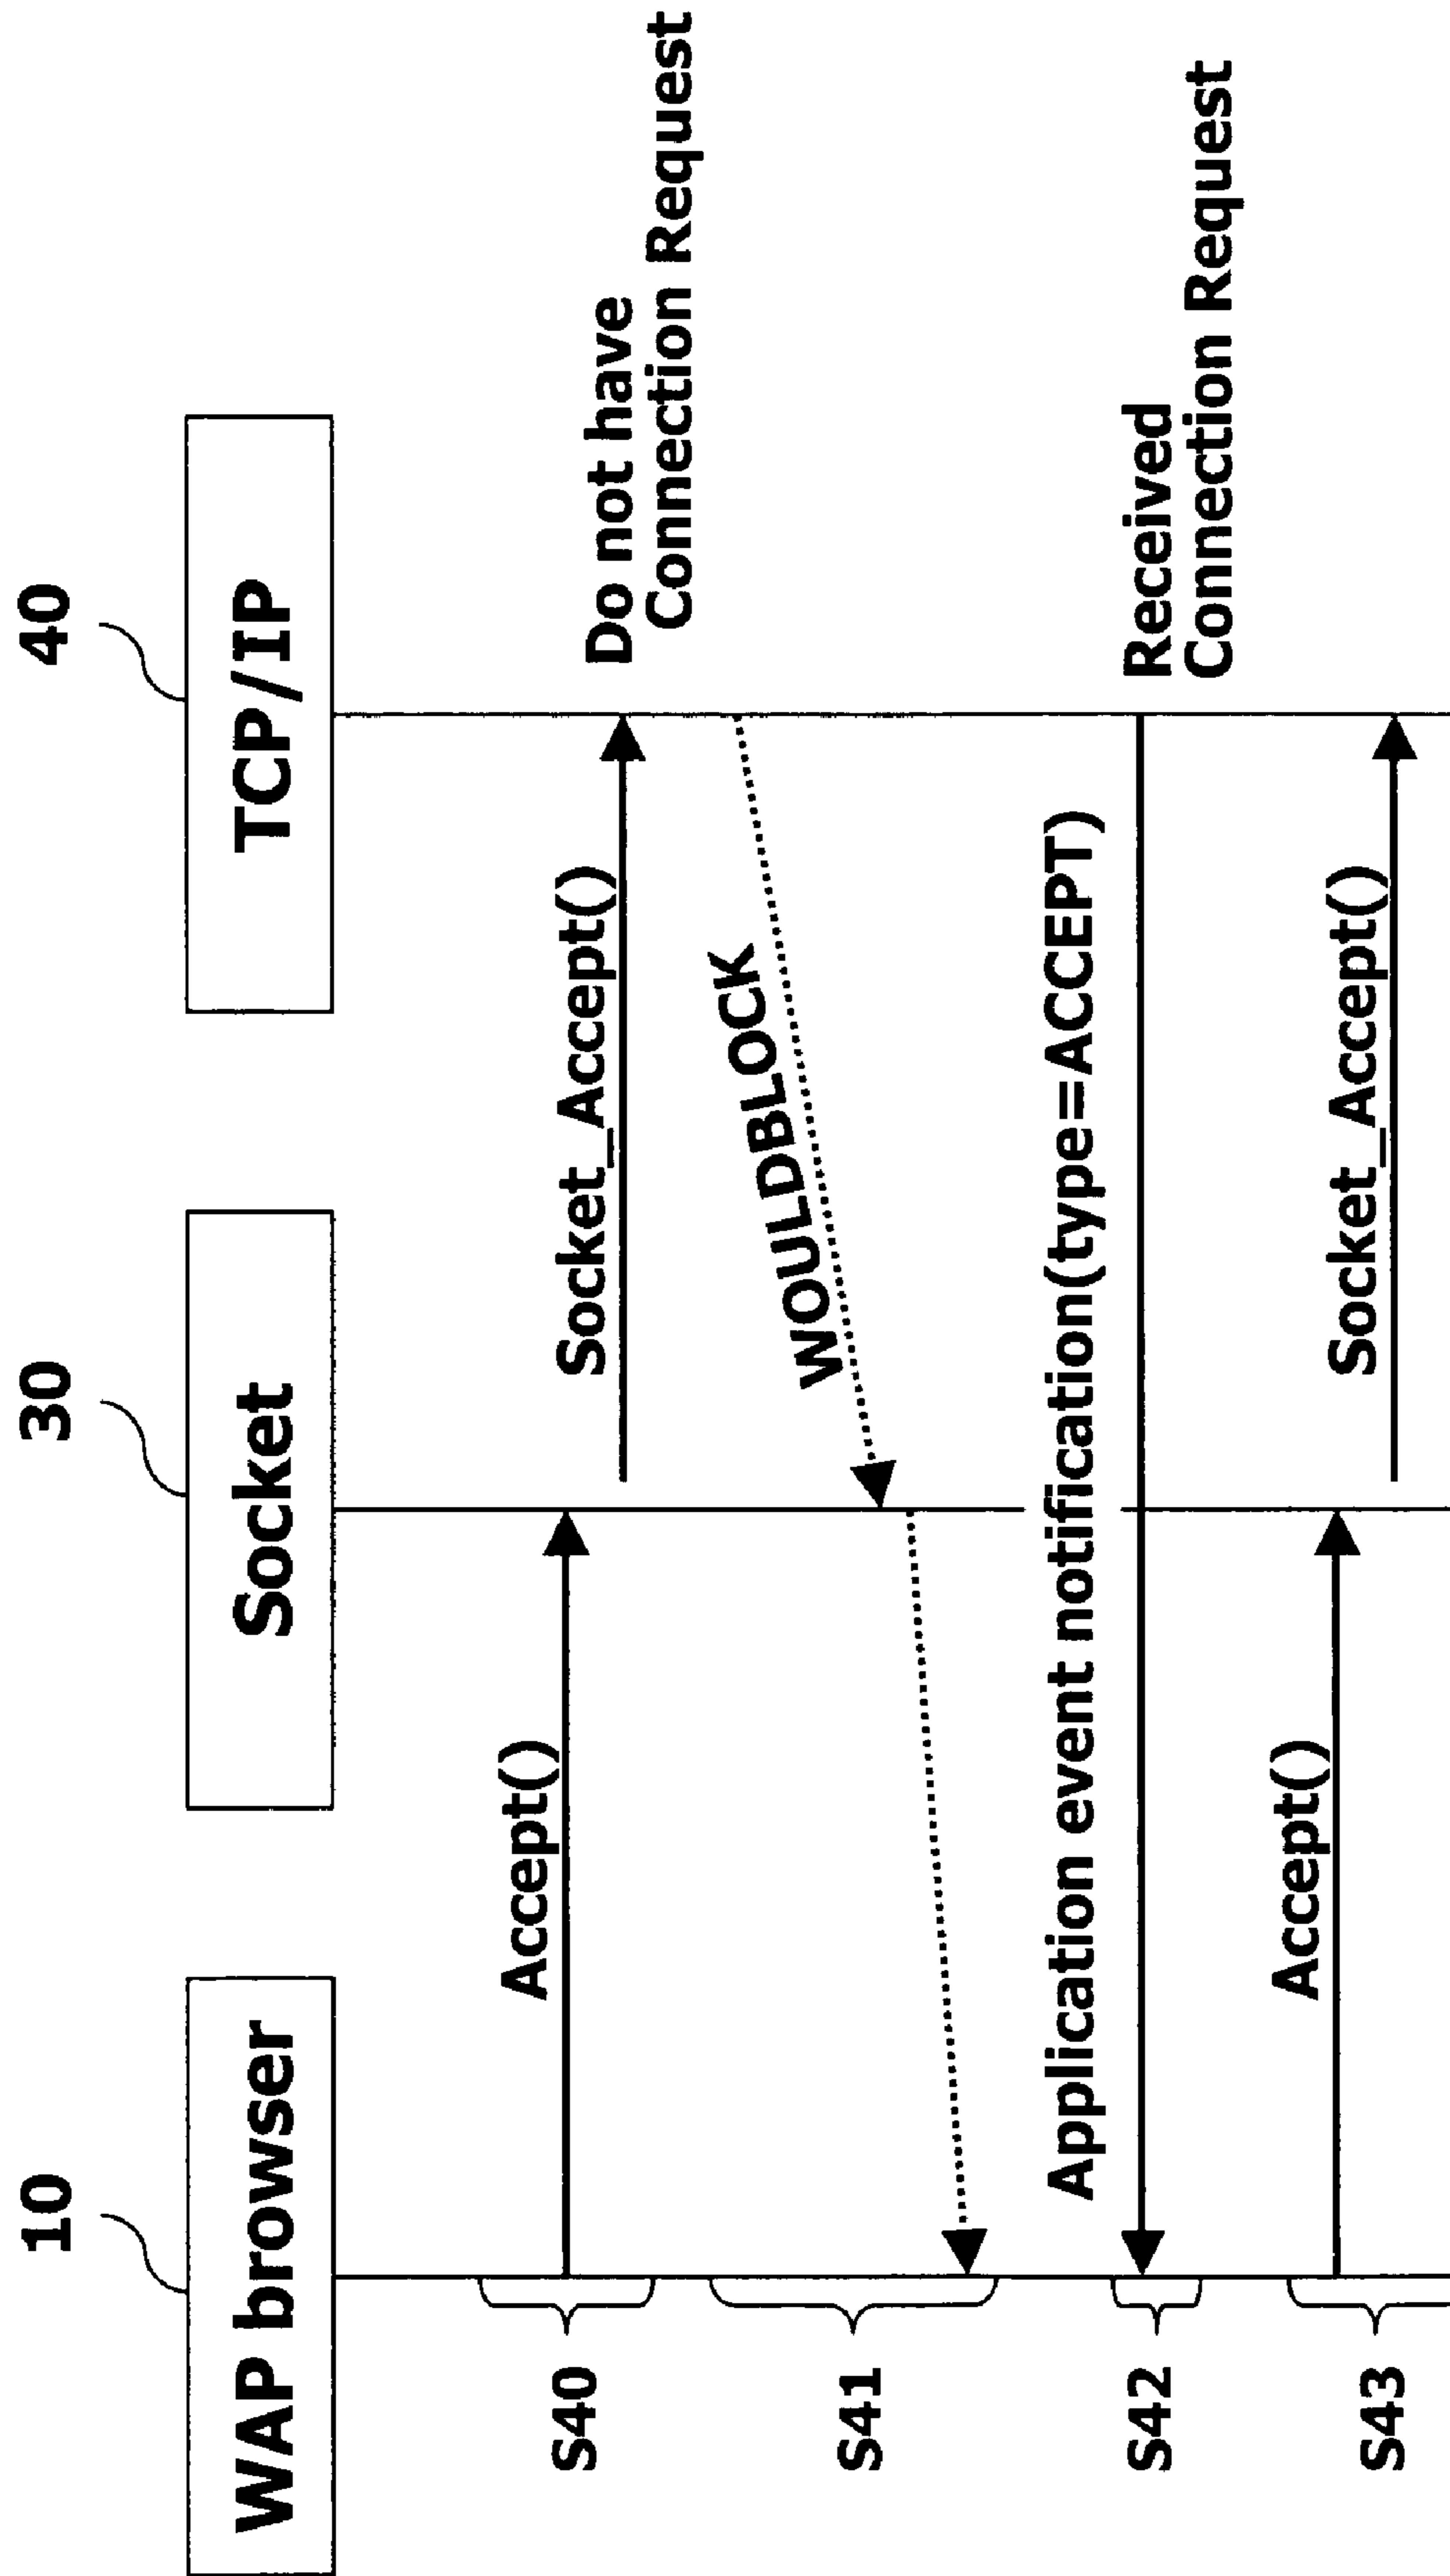 10
30
40
WAP browser
Socket
TCP/IP
S40
Accept()
Socket_Accept()
Do not have
Connection Request
S41
WOULDBLOCK
Application event notification(type=ACCEPT)
S42
Received
Connection Request
S43
Accept()
Socket_Accept()